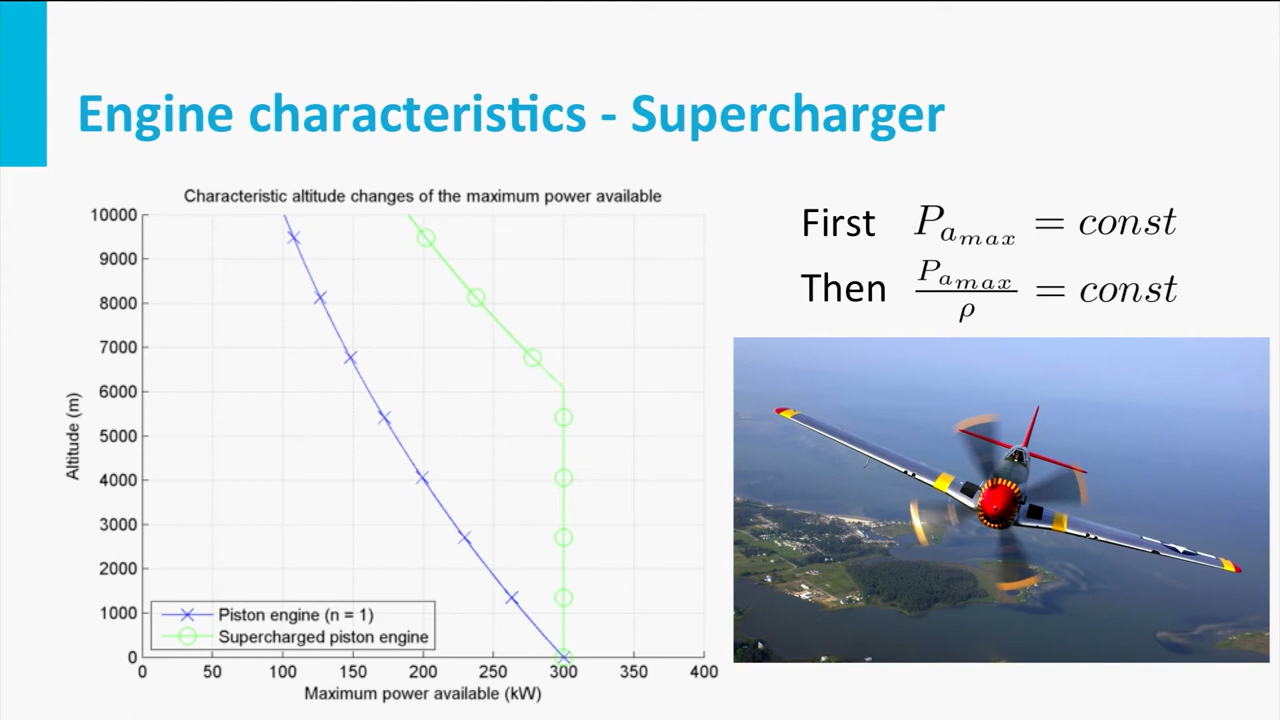 Engine characteristics - Supercharger
Characteristic altitude changes of the maximum power available
10000
9000
8000
7000
6000
5000
4000
3000
2000
1000
0
Altitude (m)
Piston engine (n = 1)
Supercharged piston engine
0 50 100 150 200 250 300 350 400
Maximum power available (kW)
First P_{a_{max}} = const
Then \frac{P_{a_{max}}}{ρ} = const